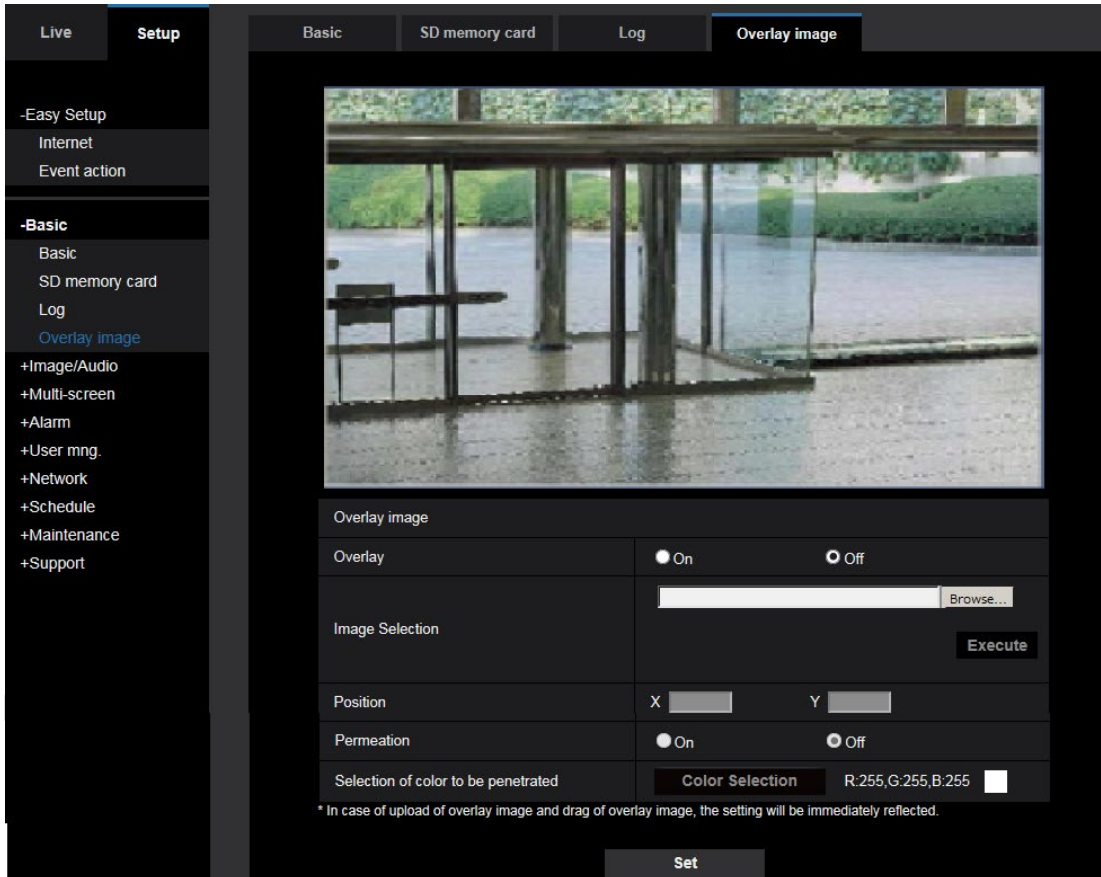 Live
Setup
Basic
SD memory card
Log
Overlay image
-Easy Setup
Internet
Event action
-Basic
Basic
SD memory card
Log
Overlay image
+Image/Audio
+Multi-screen
+Alarm
+User mng.
+Network
+Schedule
+Maintenance
+Support
Overlay image
Overlay On Off
Image Selection Browse...
Execute
Position X Y
Permeation On Off
Selection of color to be penetrated Color Selection R:255,G:255,B:255
* In case of upload of overlay image and drag of overlay image, the setting will be immediately reflected.
Set